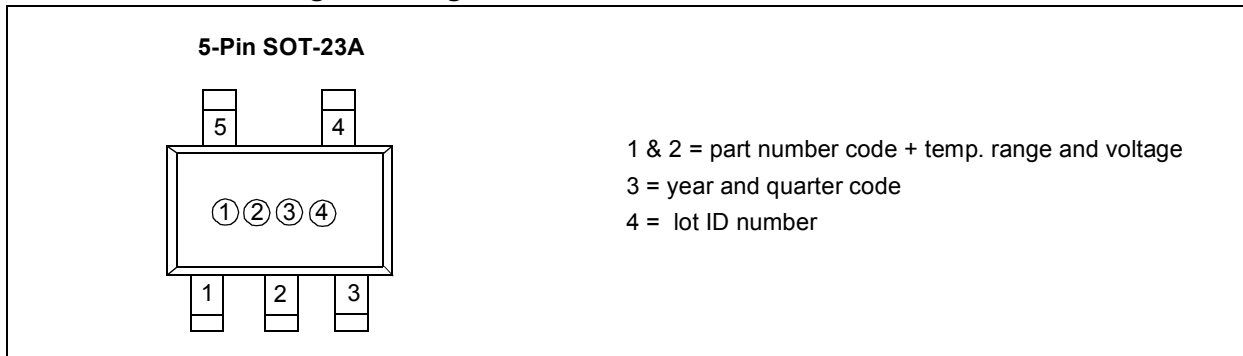 5-Pin SOT-23A
5 4
①②③④
1 2 3
1 & 2 = part number code + temp. range and voltage
3 = year and quarter code
4 = lot ID number